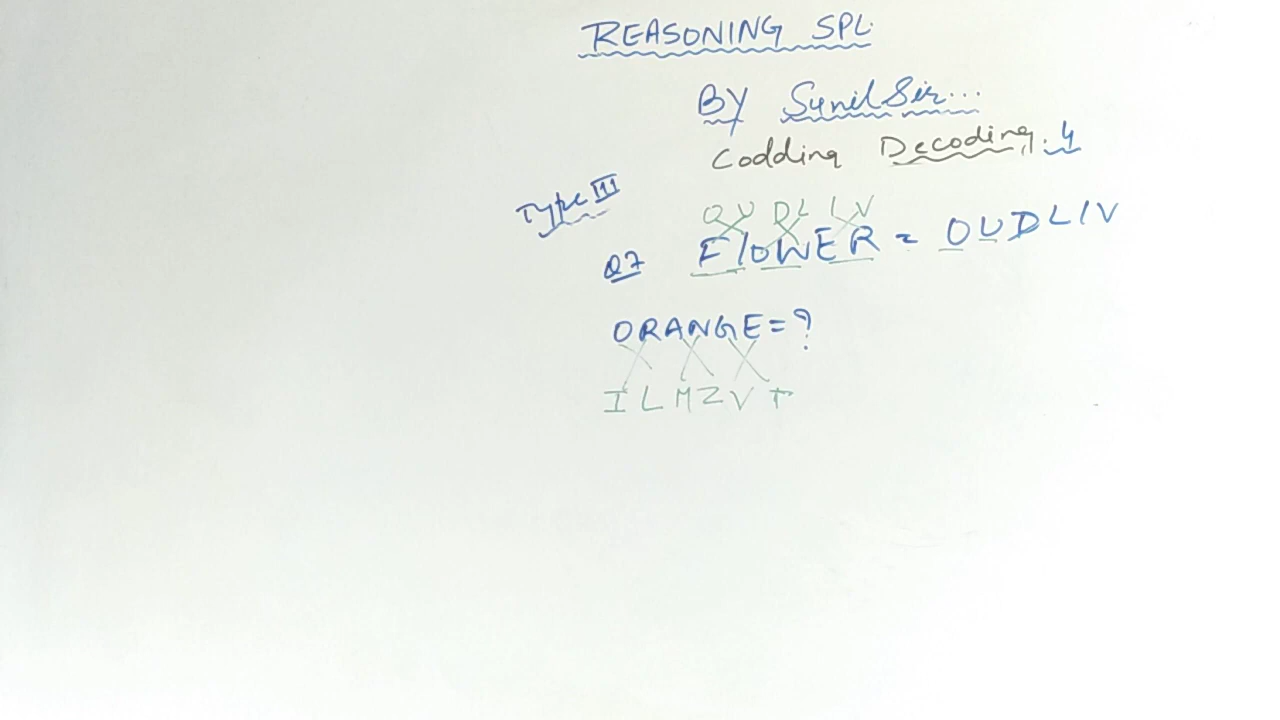 REASONING SPL.
BY Sunil Sir...
Codding Decoding. 4
Type III
O U D L I V
Q7 FlOWER = OUDLIV
ORANGE = ?
I L M Z V T